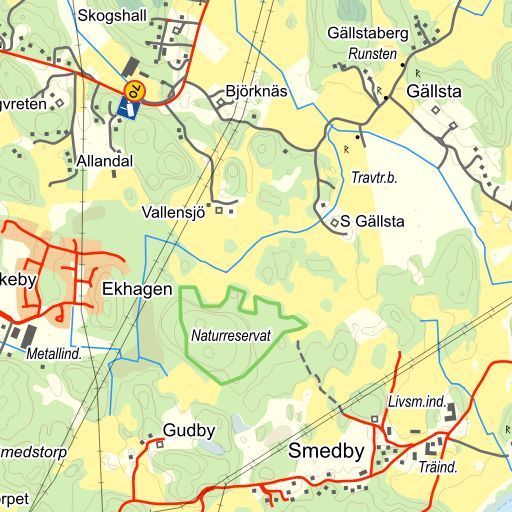 Skogshall
Gällstaberg
Runsten
70
Björknäs
Gällsta
gvreten
R
R
Allandal
Travtr.b.
R
Vallensjö
S Gällsta
keby
Ekhagen
Naturreservat
Metallind.
Livsm.ind.
Gudby
R
Smedby
medstorp
Träind.
rpet